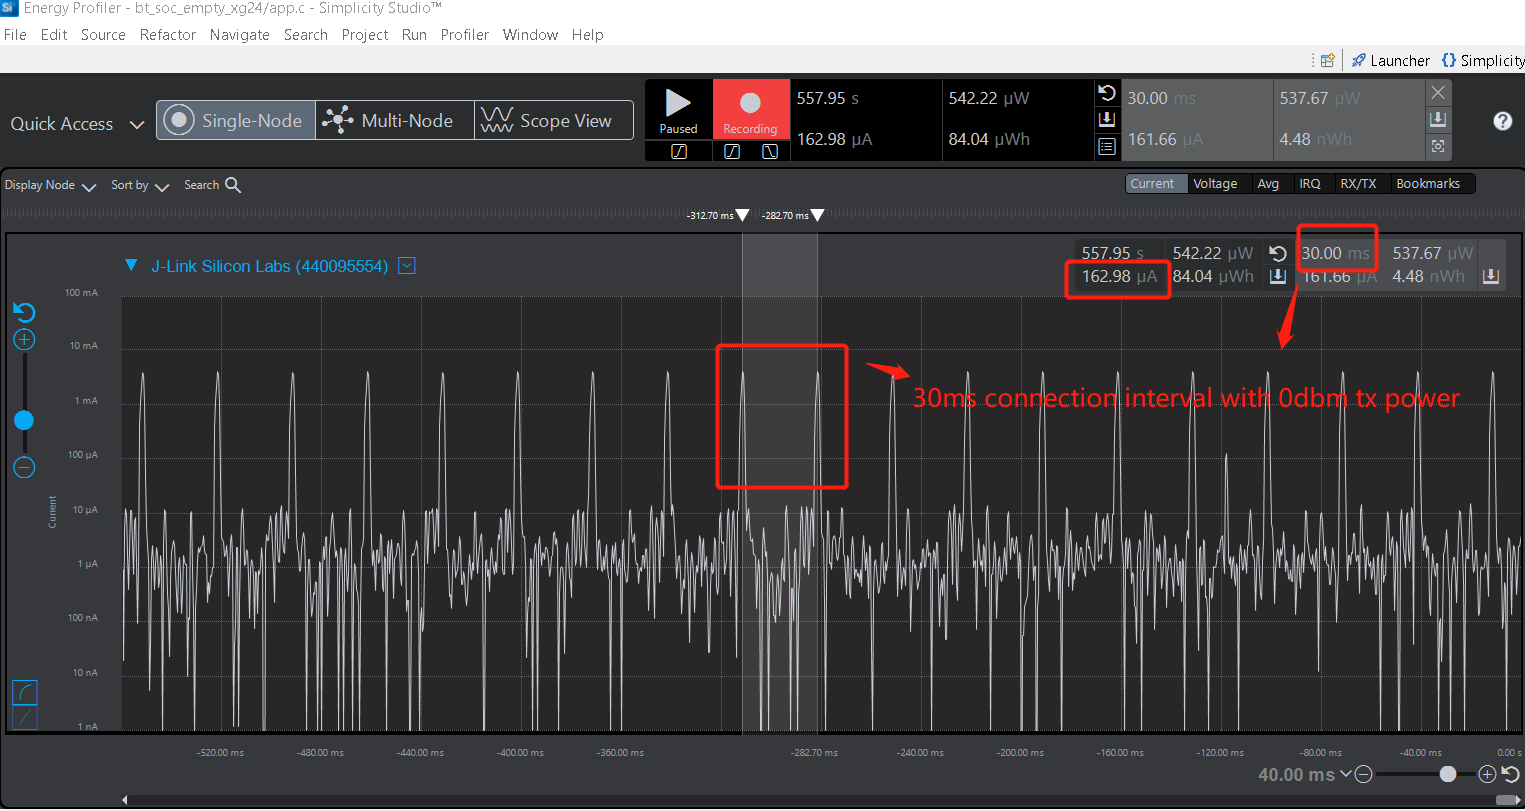 Si Energy Profiler - bt_soc_empty_xg24/app.c - Simplicity Studio™
File Edit Source Refactor Navigate Search Project Run Profiler Window Help
Launcher {} Simplicity
Quick Access Single-Node Multi-Node Scope View
Paused Recording
557.95 s 542.22 µW 30.00 ms 537.67 µW
162.98 µA 84.04 µWh 161.66 µA 4.48 nWh
Display Node Sort by Search
Current Voltage Avg IRQ RX/TX Bookmarks
-312.70 ms -282.70 ms
J-Link Silicon Labs (440095554)
557.95 s 542.22 µW 30.00 ms 537.67 µW
162.98 µA 84.04 µWh 161.66 µA 4.48 nWh
100 mA
10 mA
1 mA
100 µA
10 µA
1 µA
100 nA
10 nA
1 nA
Current
30ms connection interval with 0dbm tx power
-520.00 ms -480.00 ms -440.00 ms -400.00 ms -360.00 ms -282.70 ms -240.00 ms -200.00 ms -160.00 ms -120.00 ms -80.00 ms -40.00 ms 0.00 s
40.00 ms